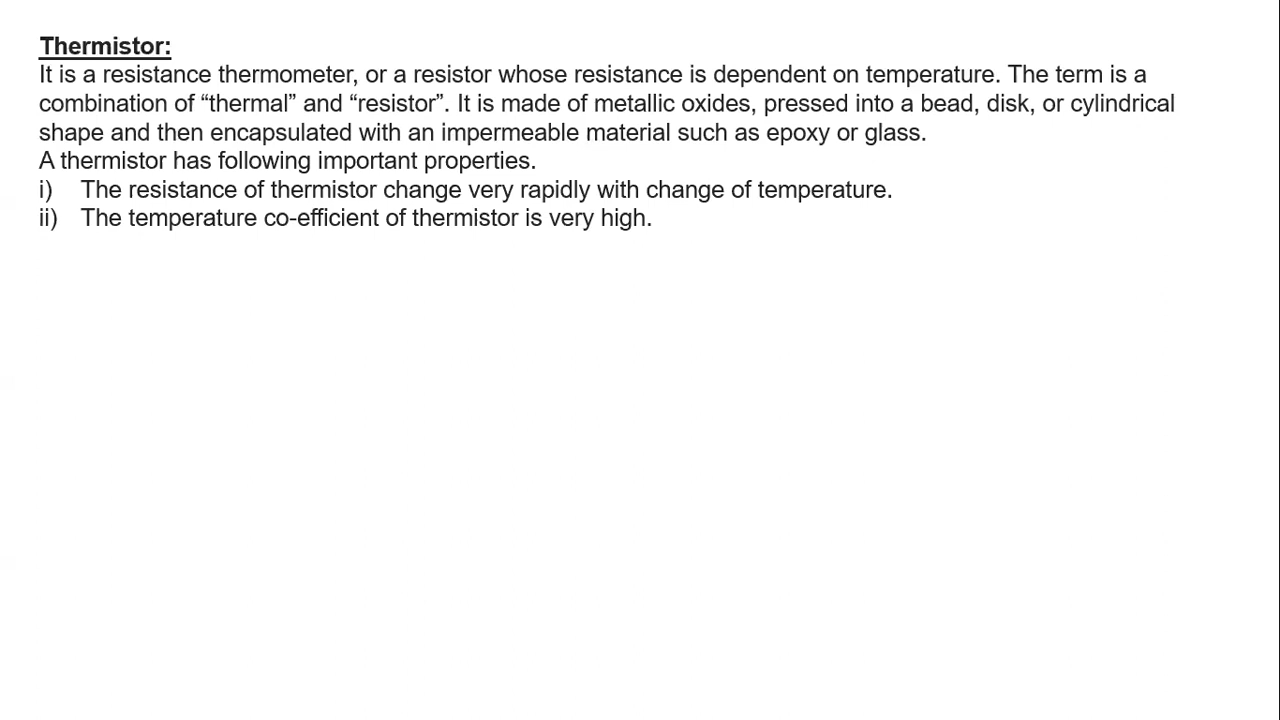 Thermistor:
It is a resistance thermometer, or a resistor whose resistance is dependent on temperature. The term is a
combination of “thermal” and “resistor”. It is made of metallic oxides, pressed into a bead, disk, or cylindrical
shape and then encapsulated with an impermeable material such as epoxy or glass.
A thermistor has following important properties.
i) The resistance of thermistor change very rapidly with change of temperature.
ii) The temperature co-efficient of thermistor is very high.